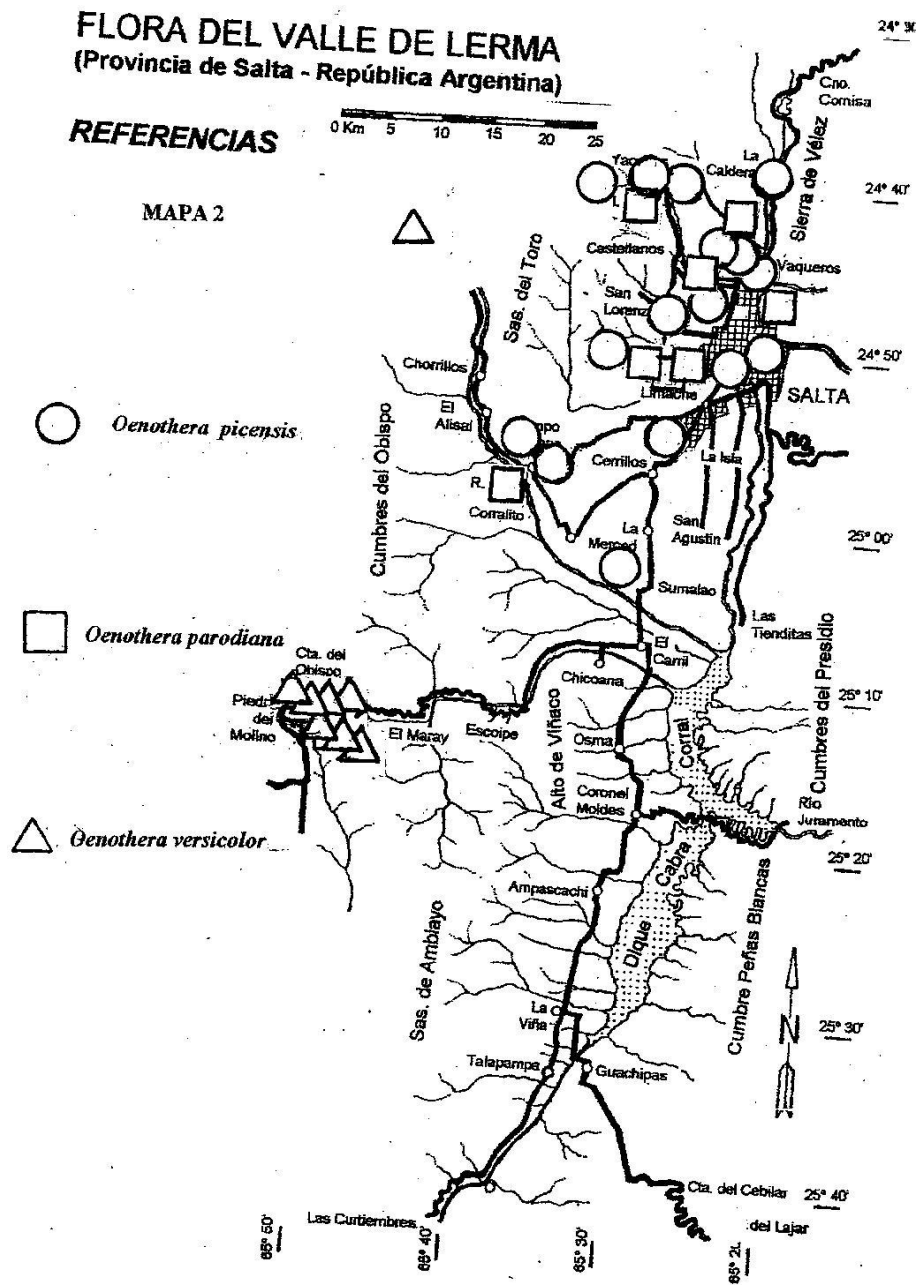 FLORA DEL VALLE DE LERMA
(Provincia de Salta - República Argentina)
0 Km 5 10 15 20 25
REFERENCIAS
MAPA 2
Oenothera picensis
Oenothera parodiana
Oenothera versicolor
24° 40'
24° 50'
25° 00'
25° 10'
25° 20'
25° 30'
25° 40'
Cno.
Cornisa
La
Caldera
Sierra de Vélez
Castellanos
Vaqueros
San
Sas. del Toro
Chorrillos
El
Alisal
Limache
SALTA
Cumbres del Obispo
Cerrillos
La Isla
R.
Corralito
La
Merced
San
Agustín
Sumalao
Las
Tienditas
El
Carril
Chicoana
Cumbres del Presidio
Cta. del
Obispo
del
Molino
El Maray
Escoipe
Alto de Viñaco
Osma
Corral
Coronel
Moldes
Río
Juramento
Cabra
Ampascachi
Dique
Cumbre Peñas Blancas
Sas. de Amblayo
La
Viña
Talapampa
Guachipas
N
Cta. del Cebilar
del Lajar
Las Curtiembres
65° 30'